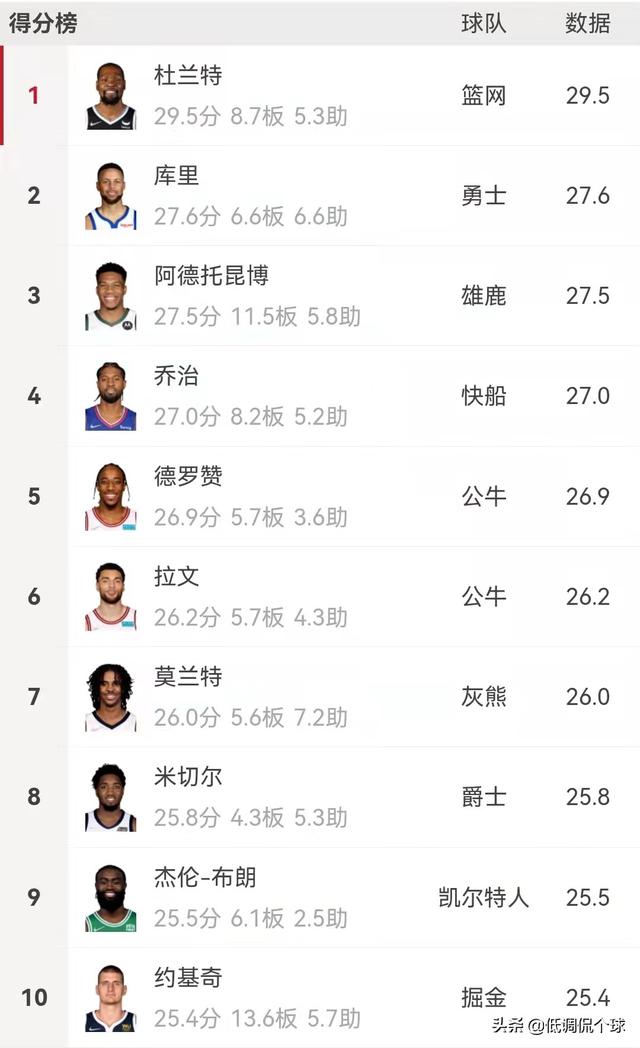 得分榜 球队 数据
1 杜兰特 篮网 29.5
29.5分 8.7板 5.3助
2 库里 勇士 27.6
27.6分 6.6板 6.6助
3 阿德托昆博 雄鹿 27.5
27.5分 11.5板 5.8助
4 乔治 快船 27.0
27.0分 8.2板 5.2助
5 德罗赞 公牛 26.9
26.9分 5.7板 3.6助
6 拉文 公牛 26.2
26.2分 5.7板 4.3助
7 莫兰特 灰熊 26.0
26.0分 5.6板 7.2助
8 米切尔 爵士 25.8
25.8分 4.3板 5.3助
9 杰伦-布朗 凯尔特人 25.5
25.5分 6.1板 2.5助
10 约基奇 掘金 25.4
25.4分 13.6板 5.7助
头条 @低调侃个球